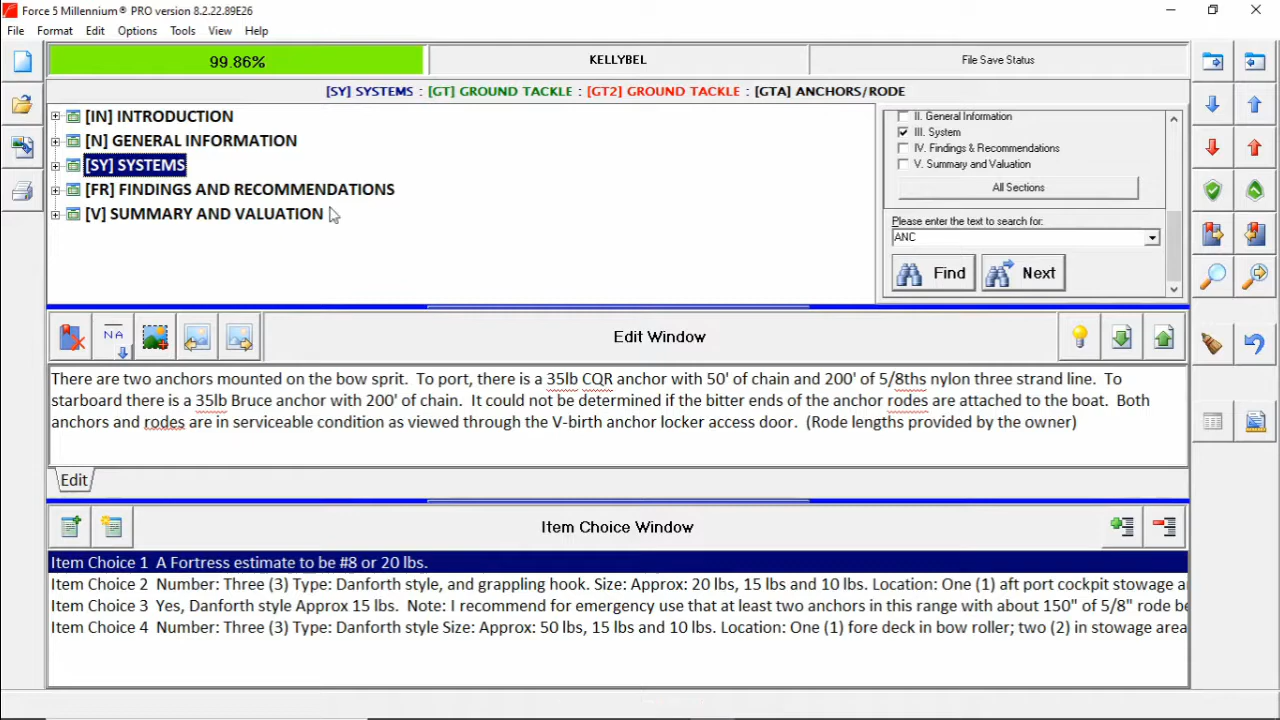 Force 5 Millennium® PRO version 8.2.22.89E26
File Format Edit Options Tools View Help
99.86% KELLYBEL File Save Status
[SY] SYSTEMS : [GT] GROUND TACKLE : [GT2] GROUND TACKLE : [GTA] ANCHORS/RODE
[IN] INTRODUCTION
[N] GENERAL INFORMATION
[SY] SYSTEMS
[FR] FINDINGS AND RECOMMENDATIONS
[V] SUMMARY AND VALUATION
II. General Information
III. System
IV. Findings & Recommendations
V. Summary and Valuation
All Sections
Please enter the text to search for:
ANC
Find Next
NA Edit Window
There are two anchors mounted on the bow sprit. To port, there is a 35lb CQR anchor with 50' of chain and 200' of 5/8ths nylon three strand line. To
starboard there is a 35lb Bruce anchor with 200' of chain. It could not be determined if the bitter ends of the anchor rodes are attached to the boat. Both
anchors and rodes are in serviceable condition as viewed through the V-birth anchor locker access door. (Rode lengths provided by the owner)
Edit
Item Choice Window
Item Choice 1 A Fortress estimate to be #8 or 20 lbs.
Item Choice 2 Number: Three (3) Type: Danforth style, and grappling hook. Size: Approx: 20 lbs, 15 lbs and 10 lbs. Location: One (1) aft port cockpit stowage a
Item Choice 3 Yes, Danforth style Approx 15 lbs. Note: I recommend for emergency use that at least two anchors in this range with about 150" of 5/8" rode be
Item Choice 4 Number: Three (3) Type: Danforth style Size: Approx: 50 lbs, 15 lbs and 10 lbs. Location: One (1) fore deck in bow roller; two (2) in stowage area